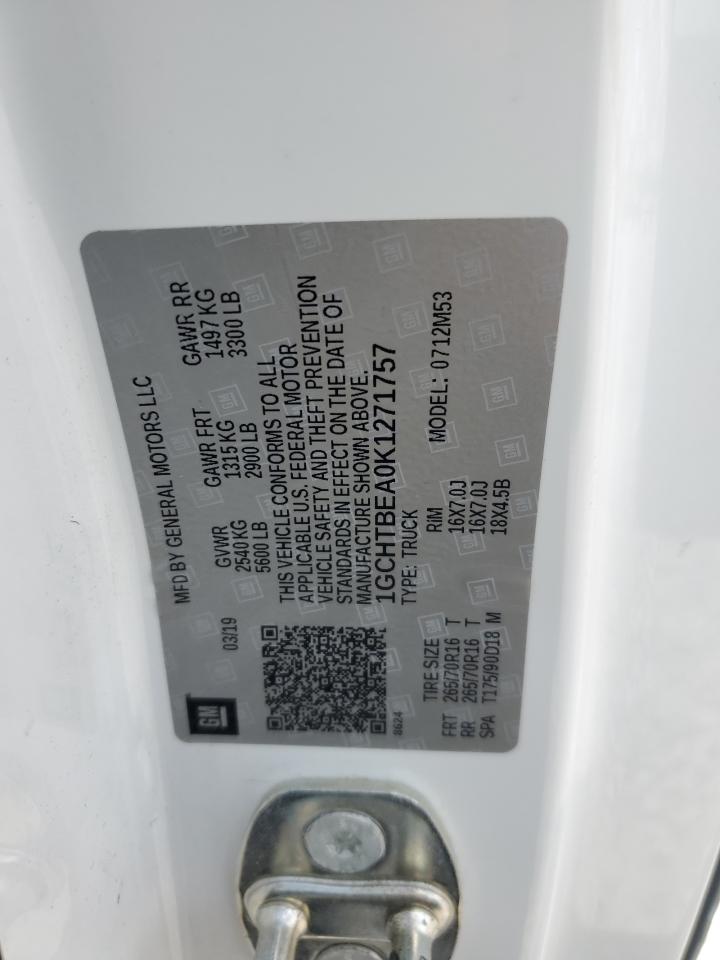 GM
MFD BY GENERAL MOTORS LLC
03/19 GVWR GAWR FRT GAWR RR
2540 KG 1315 KG 1497 KG
5600 LB 2900 LB 3300 LB
THIS VEHICLE CONFORMS TO ALL
APPLICABLE U.S. FEDERAL MOTOR
VEHICLE SAFETY AND THEFT PREVENTION
STANDARDS IN EFFECT ON THE DATE OF
MANUFACTURE SHOWN ABOVE.
1GCHTBEA0K1271757
8624 TYPE: TRUCK MODEL: 0712M53
TIRE SIZE RIM
FRT 265/70R16 T 16X7.0J
RR 265/70R16 T 16X7.0J
SPA T175/90D18 M 18X4.5B